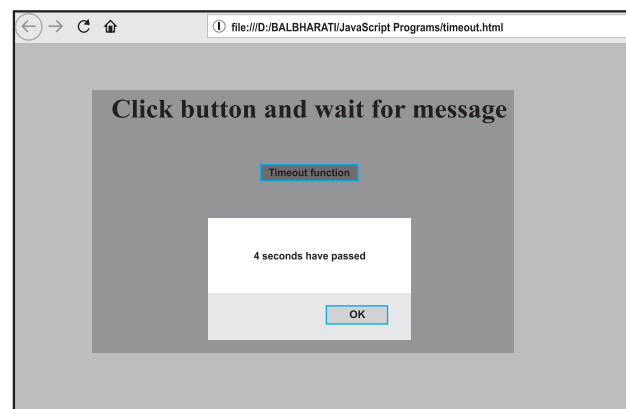 file:///D:/BALBHARATI/JavaScript Programs/timeout.html
Click button and wait for message
Timeout function
4 seconds have passed
OK